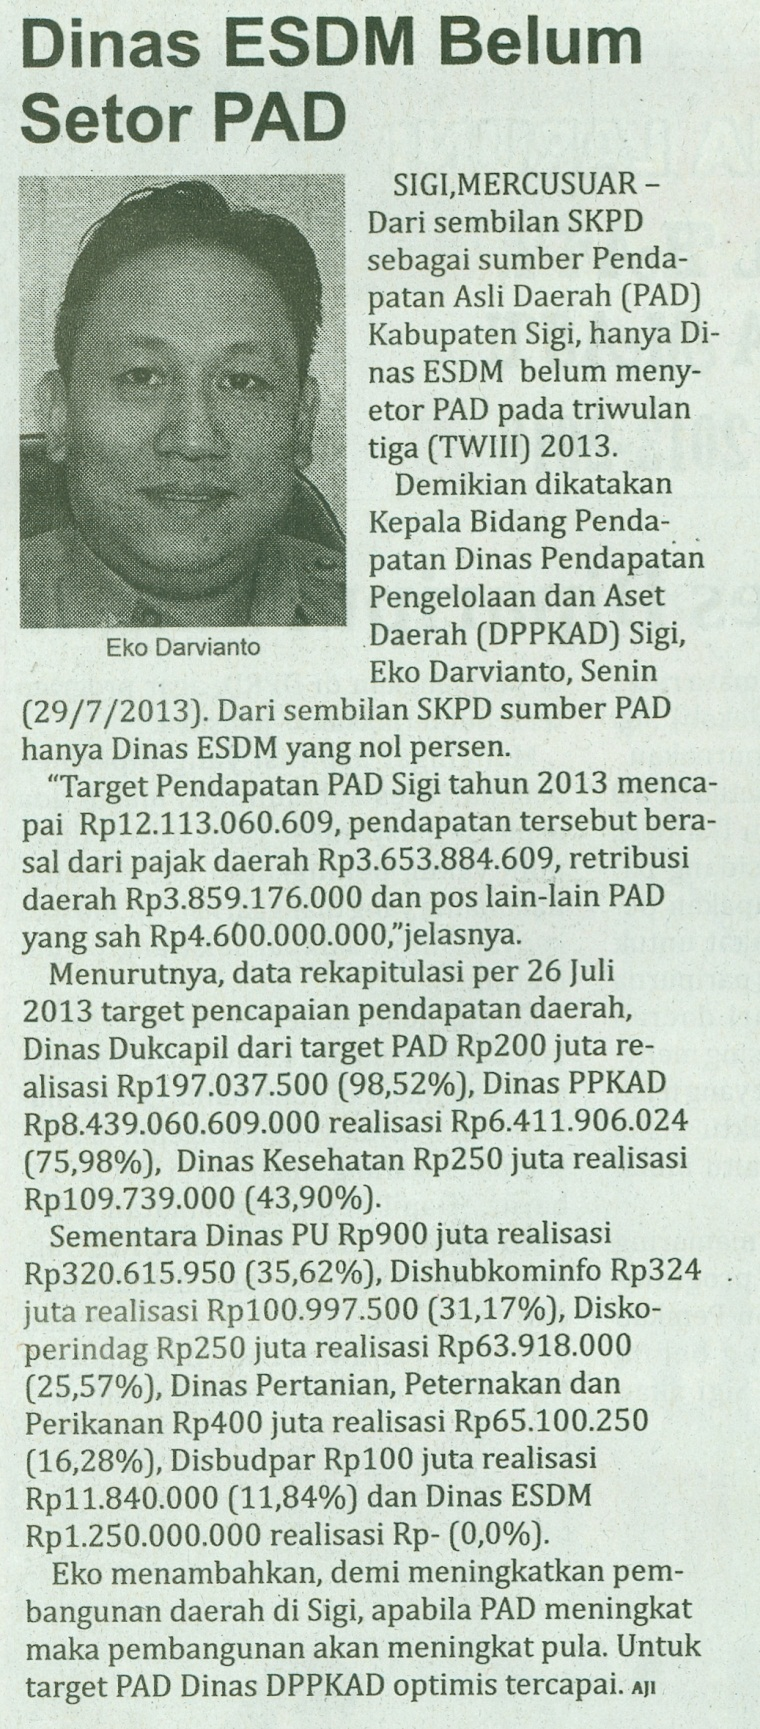 Dinas ESDM Belum
Setor PAD
SIGI,MERCUSUAR –
Dari sembilan SKPD
sebagai sumber Penda-
patan Asli Daerah (PAD)
Kabupaten Sigi, hanya Di-
nas ESDM belum meny-
etor PAD pada triwulan
tiga (TWIII) 2013.
Demikian dikatakan
Kepala Bidang Penda-
patan Dinas Pendapatan
Pengelolaan dan Aset
Daerah (DPPKAD) Sigi,
Eko Darvianto, Senin
Eko Darvianto
(29/7/2013). Dari sembilan SKPD sumber PAD
hanya Dinas ESDM yang nol persen.
“Target Pendapatan PAD Sigi tahun 2013 menca-
pai Rp12.113.060.609, pendapatan tersebut bera-
sal dari pajak daerah Rp3.653.884.609, retribusi
daerah Rp3.859.176.000 dan pos lain-lain PAD
yang sah Rp4.600.000.000,”jelasnya.
Menurutnya, data rekapitulasi per 26 Juli
2013 target pencapaian pendapatan daerah,
Dinas Dukcapil dari target PAD Rp200 juta re-
alisasi Rp197.037.500 (98,52%), Dinas PPKAD
Rp8.439.060.609.000 realisasi Rp6.411.906.024
(75,98%), Dinas Kesehatan Rp250 juta realisasi
Rp109.739.000 (43,90%).
Sementara Dinas PU Rp900 juta realisasi
Rp320.615.950 (35,62%), Dishubkominfo Rp324
juta realisasi Rp100.997.500 (31,17%), Disko-
perindag Rp250 juta realisasi Rp63.918.000
(25,57%), Dinas Pertanian, Peternakan dan
Perikanan Rp400 juta realisasi Rp65.100.250
(16,28%), Disbudpar Rp100 juta realisasi
Rp11.840.000 (11,84%) dan Dinas ESDM
Rp1.250.000.000 realisasi Rp- (0,0%).
Eko menambahkan, demi meningkatkan pem-
bangunan daerah di Sigi, apabila PAD meningkat
maka pembangunan akan meningkat pula. Untuk
target PAD Dinas DPPKAD optimis tercapai. AJI